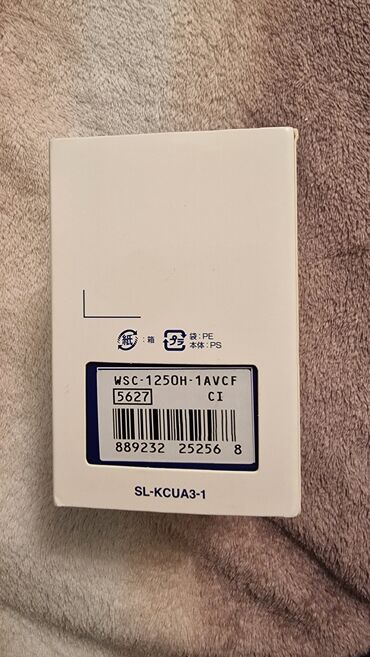 紙 : 箱
プラ 袋 : PE
本体 : PS
WSC-1250H-1AVCF
5627 CI
889232 25256 8
SL-KCUA3-1